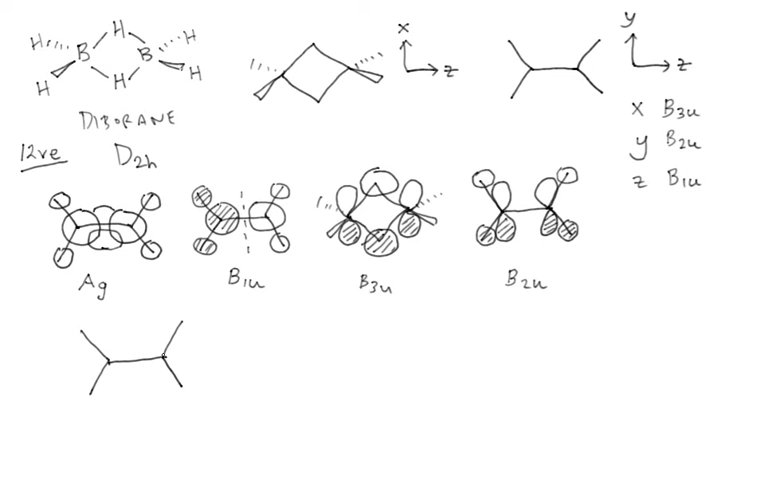 H H H
B B
H H H
x z
y z
DIBORANE
12ve D2h
x B3u
y B2u
z B1u
Ag B1u B3u B2u